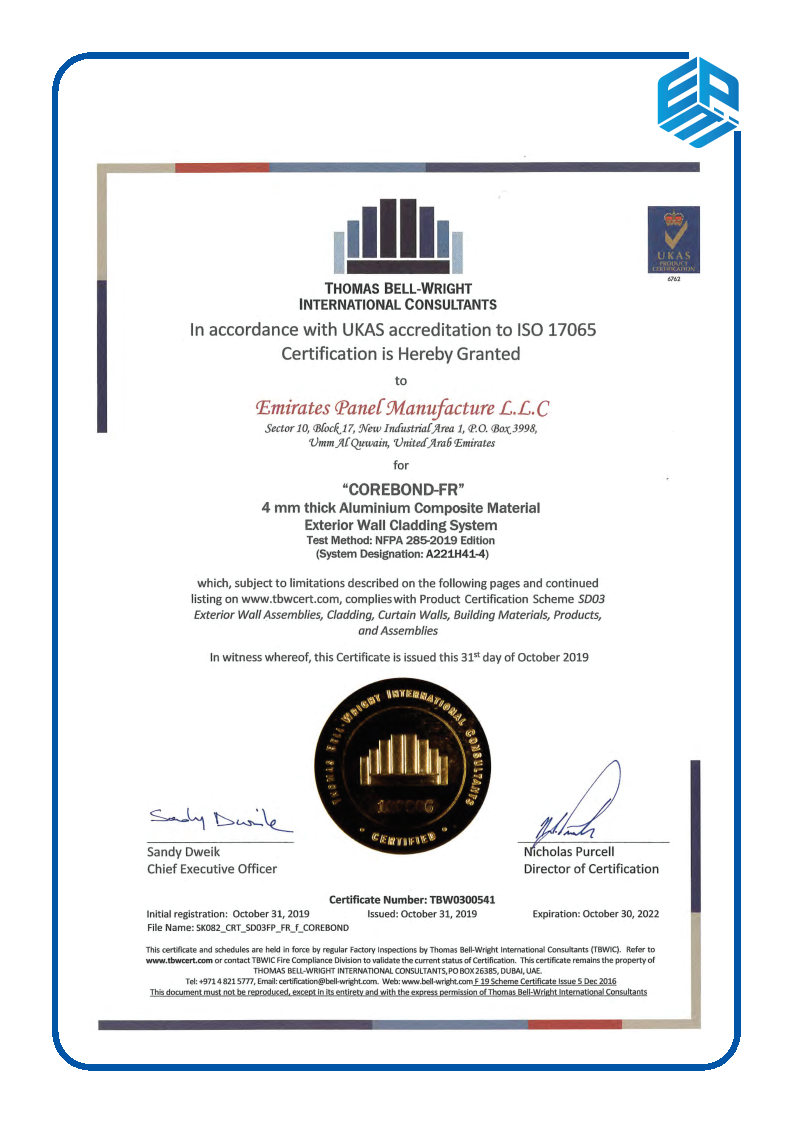 EPM
UKAS
PRODUCT
CERTIFICATION
6762
THOMAS BELL-WRIGHT
INTERNATIONAL CONSULTANTS
In accordance with UKAS accreditation to ISO 17065
Certification is Hereby Granted
to
Emirates Panel Manufacture L.L.C
Sector 10, Block 17, New Industrial Area 1, P.O. Box 3998,
Umm Al Quwain, United Arab Emirates
for
“COREBOND-FR”
4 mm thick Aluminium Composite Material
Exterior Wall Cladding System
Test Method: NFPA 285-2019 Edition
(System Designation: A221H41-4)
which, subject to limitations described on the following pages and continued
listing on www.tbwcert.com, complies with Product Certification Scheme SD03
Exterior Wall Assemblies, Cladding, Curtain Walls, Building Materials, Products,
and Assemblies
In witness whereof, this Certificate is issued this 31st day of October 2019
THOMAS BELL-WRIGHT INTERNATIONAL CONSULTANTS
CERTIFIED
Sandy Dweik
Sandy Dweik
Chief Executive Officer
Nicholas Purcell
Director of Certification
Certificate Number: TBW0300541
Initial registration: October 31, 2019 Issued: October 31, 2019 Expiration: October 30, 2022
File Name: SK082_CRT_SD03FP_FR_f_COREBOND
This certificate and schedules are held in force by regular Factory Inspections by Thomas Bell-Wright International Consultants (TBWIC). Refer to
www.tbwcert.com or contact TBWIC Fire Compliance Division to validate the current status of Certification. This certificate remains the property of
THOMAS BELL-WRIGHT INTERNATIONAL CONSULTANTS, PO BOX 26385, DUBAI, UAE.
Tel: +971 4 821 5777, Email: certification@bell-wright.com. Web: www.bell-wright.com F 19 Scheme Certificate Issue 5 Dec 2016
This document must not be reproduced, except in its entirety and with the express permission of Thomas Bell-Wright International Consultants